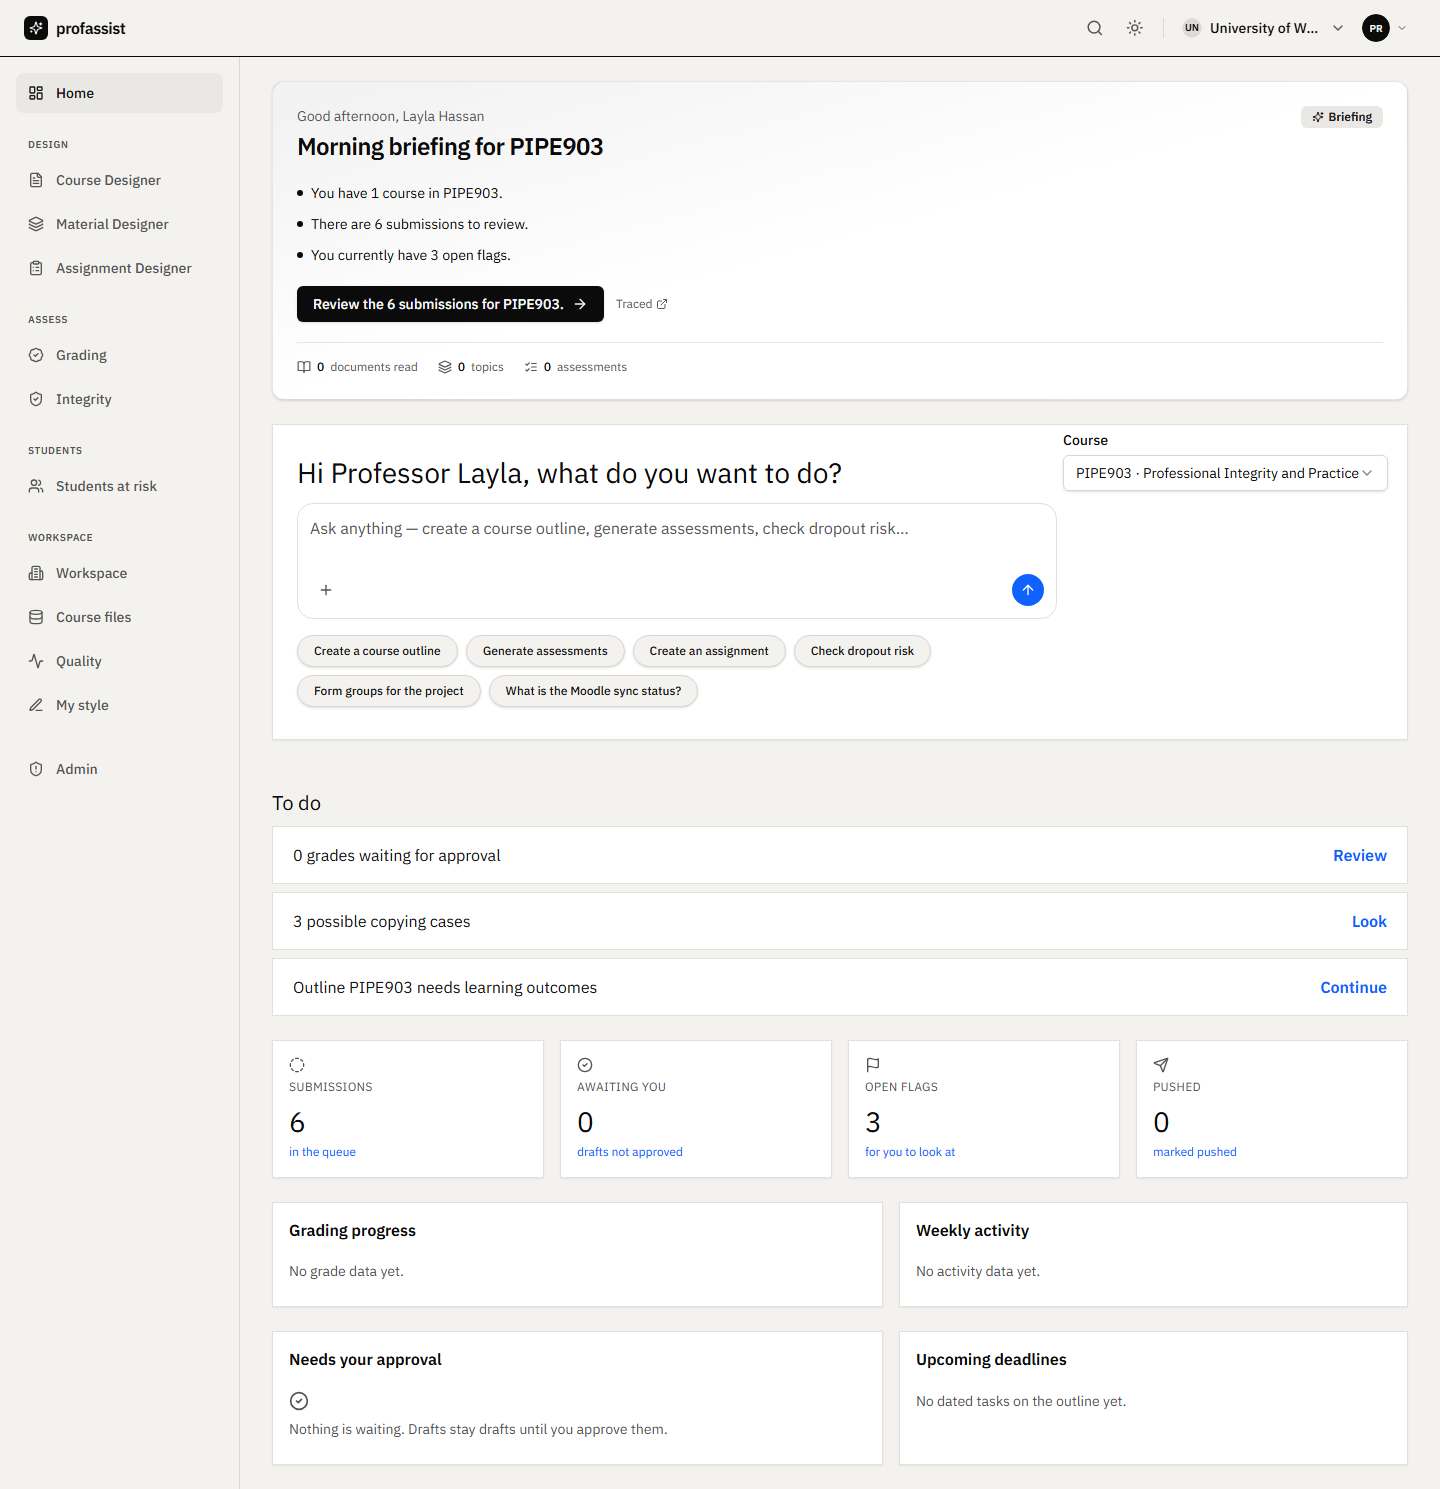 profassist
UN University of W...
PR
Home
DESIGN
Course Designer
Material Designer
Assignment Designer
ASSESS
Grading
Integrity
STUDENTS
Students at risk
WORKSPACE
Workspace
Course files
Quality
My style
Admin
Good afternoon, Layla Hassan
Briefing
Morning briefing for PIPE903
You have 1 course in PIPE903.
There are 6 submissions to review.
You currently have 3 open flags.
Review the 6 submissions for PIPE903.
Traced
0 documents read
0 topics
0 assessments
Course
PIPE903 · Professional Integrity and Practice
Hi Professor Layla, what do you want to do?
Ask anything — create a course outline, generate assessments, check dropout risk...
Create a course outline
Generate assessments
Create an assignment
Check dropout risk
Form groups for the project
What is the Moodle sync status?
To do
0 grades waiting for approval
Review
3 possible copying cases
Look
Outline PIPE903 needs learning outcomes
Continue
SUBMISSIONS
6
in the queue
AWAITING YOU
0
drafts not approved
OPEN FLAGS
3
for you to look at
PUSHED
0
marked pushed
Grading progress
No grade data yet.
Weekly activity
No activity data yet.
Needs your approval
Nothing is waiting. Drafts stay drafts until you approve them.
Upcoming deadlines
No dated tasks on the outline yet.